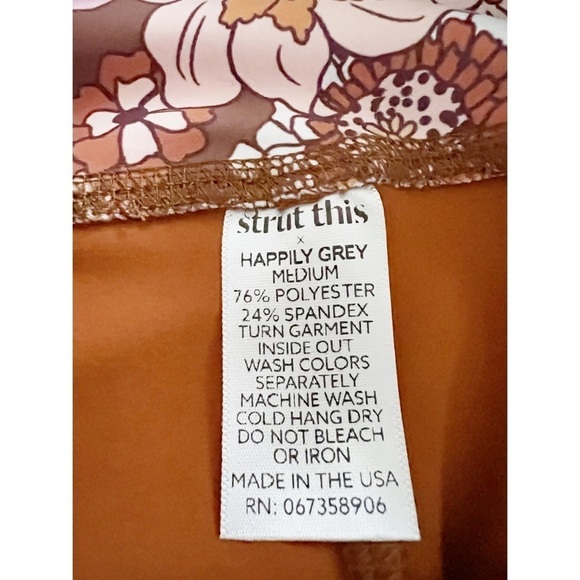 strut this
x
HAPPILY GREY
MEDIUM
76% POLYESTER
24% SPANDEX
TURN GARMENT
INSIDE OUT
WASH COLORS
SEPARATELY
MACHINE WASH
COLD HANG DRY
DO NOT BLEACH
OR IRON
MADE IN THE USA
RN: 067358906